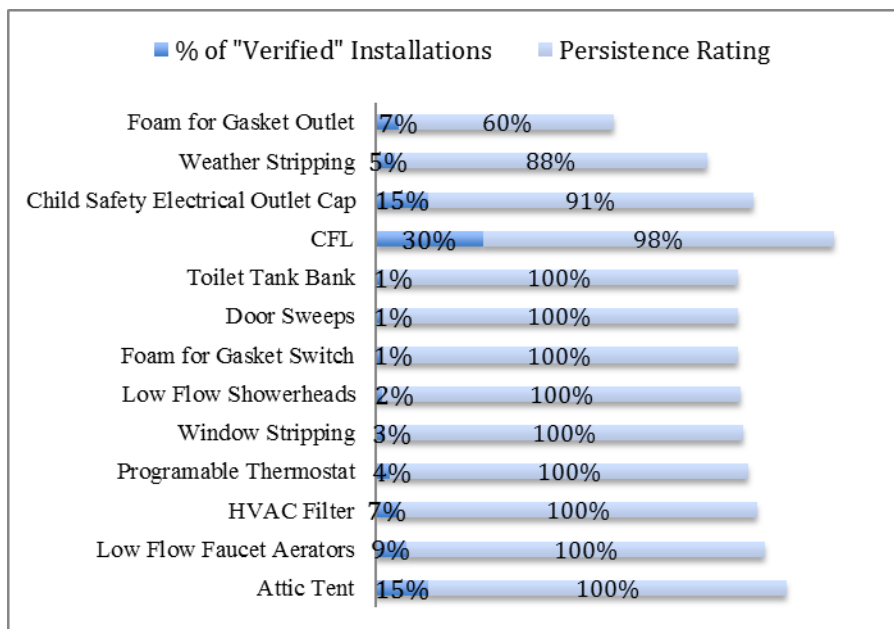 % of "Verified" Installations Persistence Rating
Foam for Gasket Outlet 7% 60%
Weather Stripping 5% 88%
Child Safety Electrical Outlet Cap 15% 91%
CFL 30% 98%
Toilet Tank Bank 1% 100%
Door Sweeps 1% 100%
Foam for Gasket Switch 1% 100%
Low Flow Showerheads 2% 100%
Window Stripping 3% 100%
Programable Thermostat 4% 100%
HVAC Filter 7% 100%
Low Flow Faucet Aerators 9% 100%
Attic Tent 15% 100%